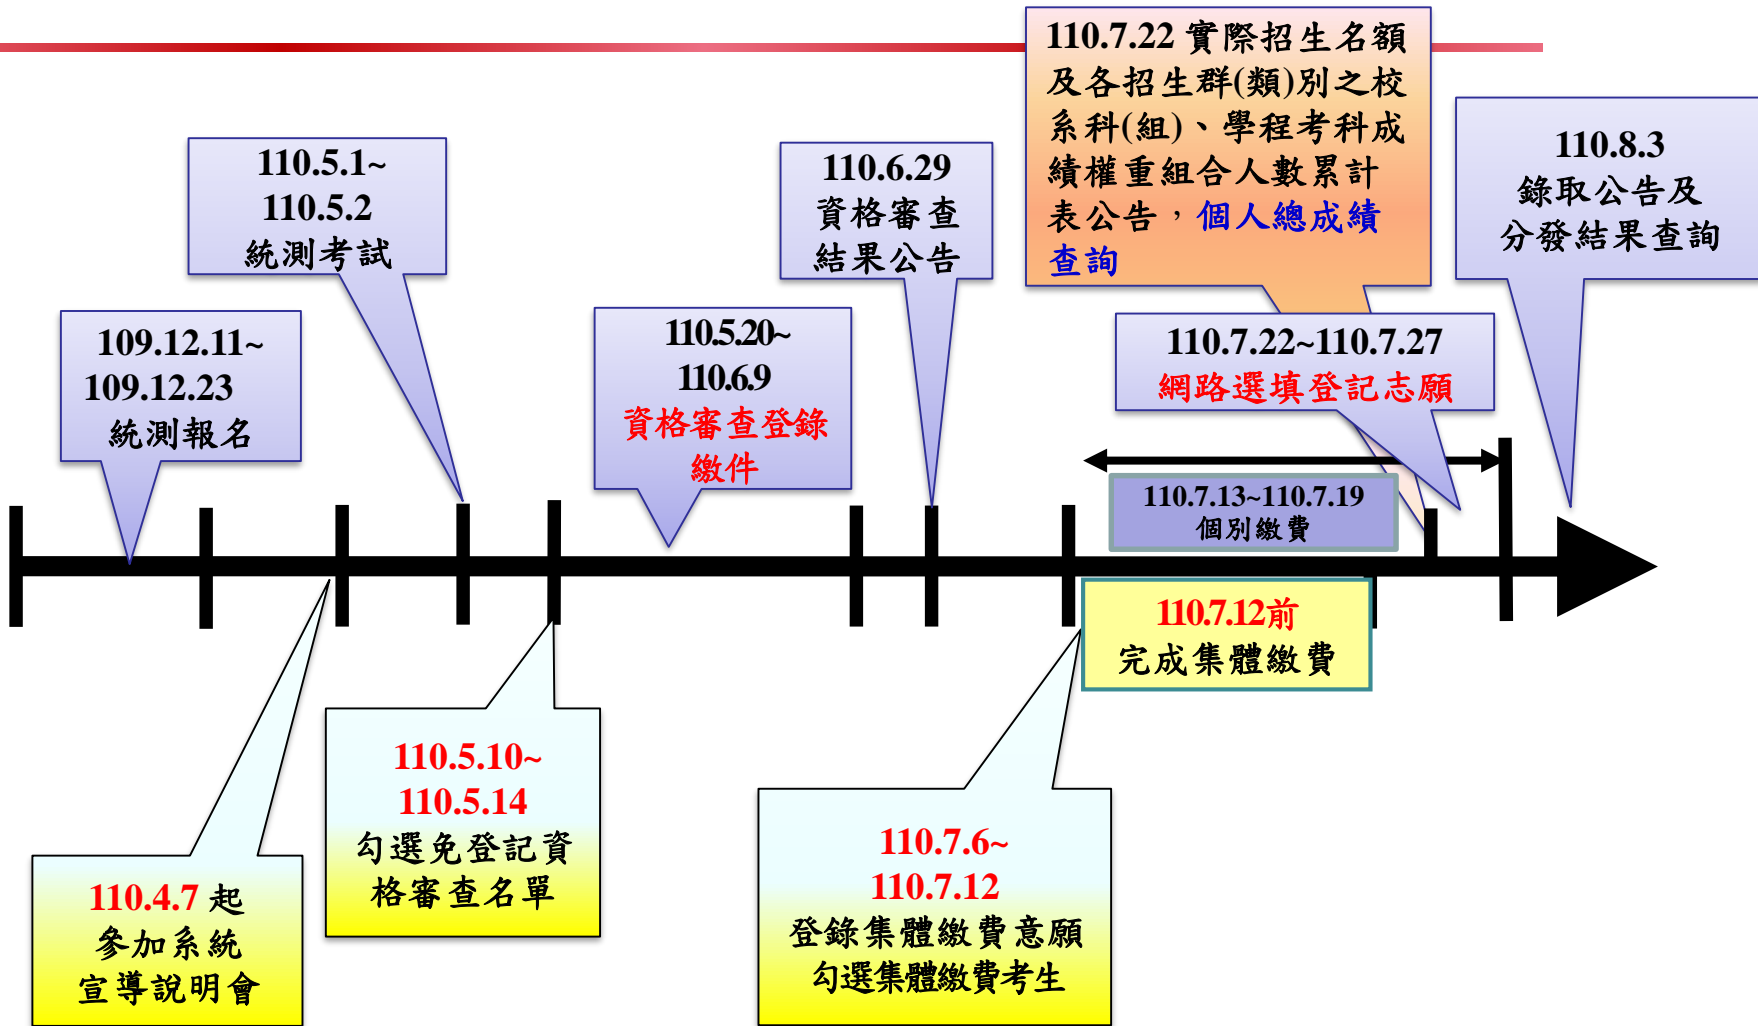 109.12.11~
109.12.23
統測報名
110.5.1~
110.5.2
統測考試
110.5.20~
110.6.9
資格審查登錄
繳件
110.6.29
資格審查
結果公告
110.7.22 實際招生名額
及各招生群(類)別之校
系科(組)、學程考科成
績權重組合人數累計
表公告，個人總成績
查詢
110.7.22~110.7.27
網路選填登記志願
110.8.3
錄取公告及
分發結果查詢
110.7.13~110.7.19
個別繳費
110.7.12前
完成集體繳費
110.4.7 起
參加系統
宣導說明會
110.5.10~
110.5.14
勾選免登記資
格審查名單
110.7.6~
110.7.12
登錄集體繳費意願
勾選集體繳費考生